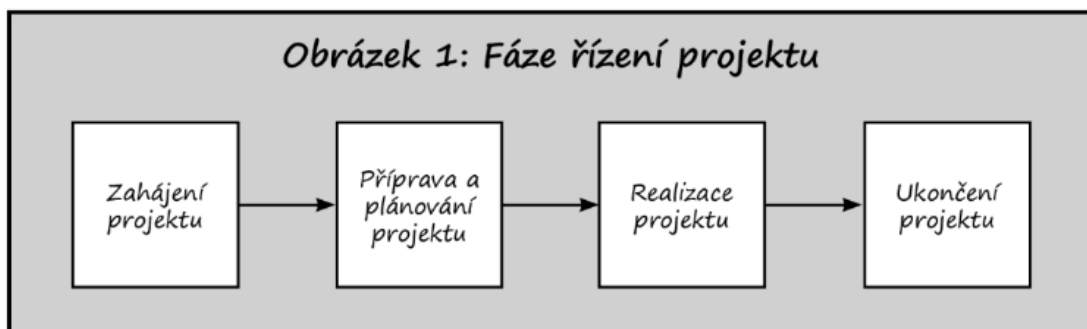 Obrázek 1: Fáze řízení projektu
Zahájení
projektu
Příprava a
plánování
projektu
Realizace
projektu
Ukončení
projektu